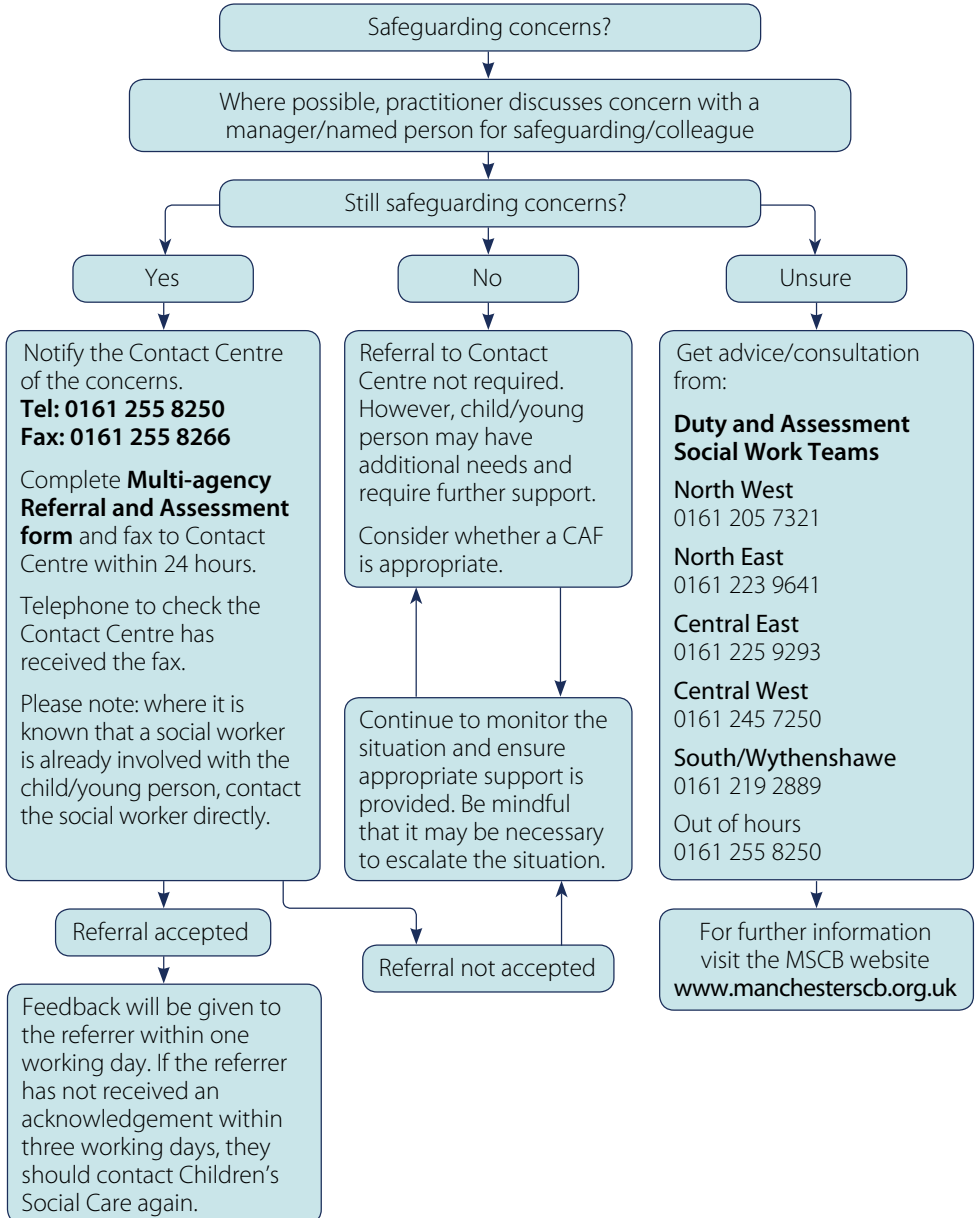 Safeguarding concerns?
Where possible, practitioner discusses concern with a
manager/named person for safeguarding/colleague
Still safeguarding concerns?
Yes
No
Unsure
Notify the Contact Centre
of the concerns.
Tel: 0161 255 8250
Fax: 0161 255 8266
Complete Multi-agency
Referral and Assessment
form and fax to Contact
Centre within 24 hours.
Telephone to check the
Contact Centre has
received the fax.
Please note: where it is
known that a social worker
is already involved with the
child/young person, contact
the social worker directly.
Referral to Contact
Centre not required.
However, child/young
person may have
additional needs and
require further support.
Consider whether a CAF
is appropriate.
Continue to monitor the
situation and ensure
appropriate support is
provided. Be mindful
that it may be necessary
to escalate the situation.
Get advice/consultation
from:
Duty and Assessment
Social Work Teams
North West
0161 205 7321
North East
0161 223 9641
Central East
0161 225 9293
Central West
0161 245 7250
South/Wythenshawe
0161 219 2889
Out of hours
0161 255 8250
Referral accepted
Referral not accepted
For further information
visit the MSCB website
www.manchesterscb.org.uk
Feedback will be given to
the referrer within one
working day. If the referrer
has not received an
acknowledgement within
three working days, they
should contact Children's
Social Care again.